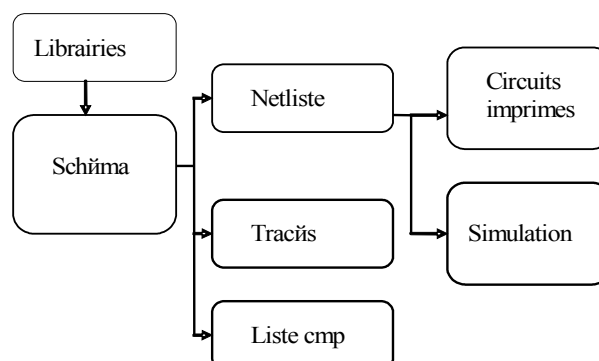 Librairies
Schйma
Netliste
Tracйs
Liste cmp
Circuits
imprimes
Simulation